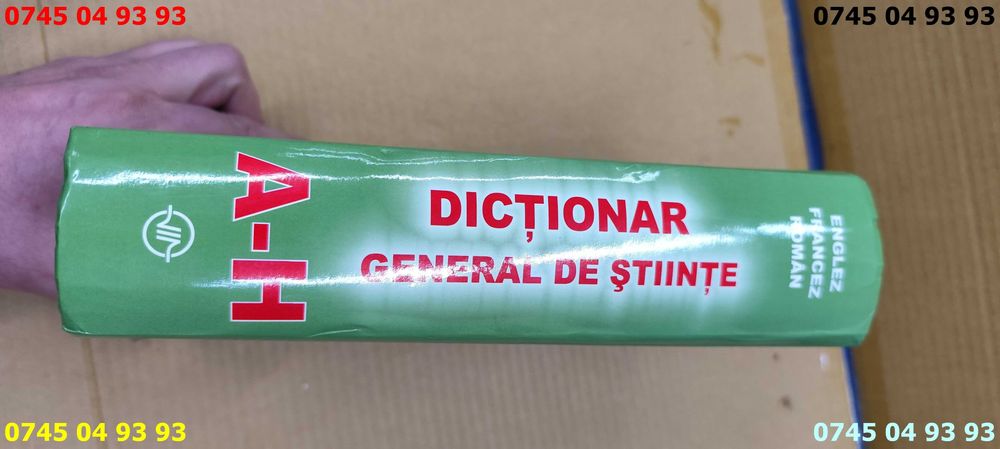 0745 04 93 93
0745 04 93 93
A-H
DICȚIONAR
GENERAL DE ŞTIINȚE
ENGLEZ
FRANCEZ
ROMÂN
0745 04 93 93
0745 04 93 93